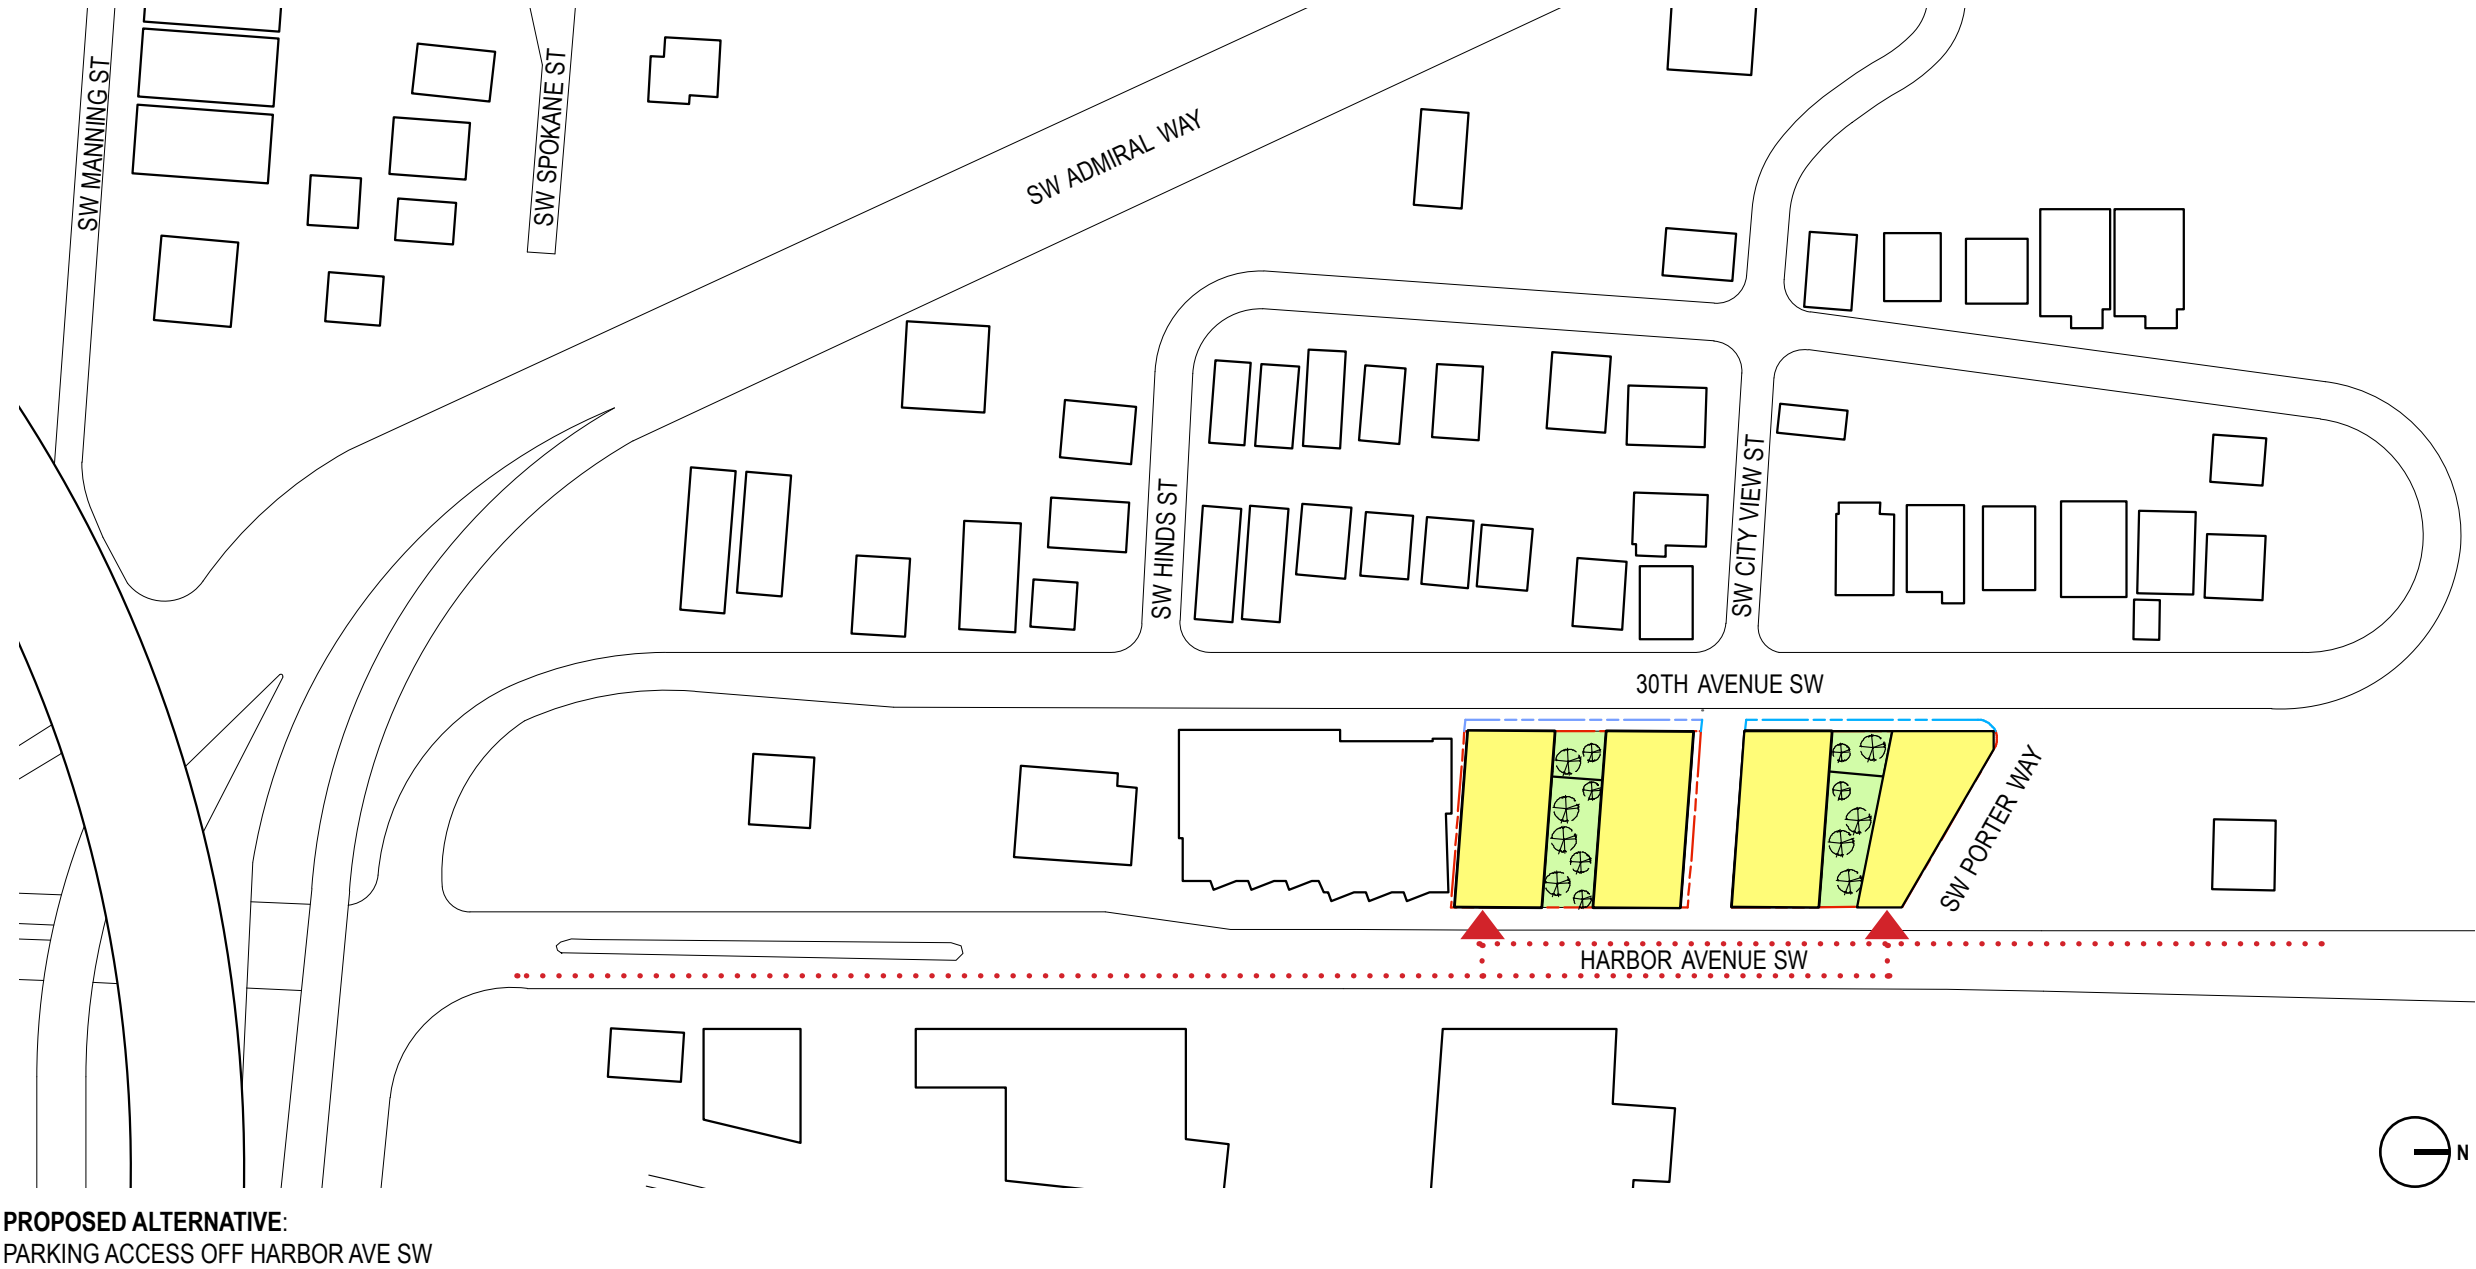 SW MANNING ST
SW SPOKANE ST
SW ADMIRAL WAY
SW HINDS ST
SW CITY VIEW ST
30TH AVENUE SW
SW PORTER WAY
HARBOR AVENUE SW
N
PROPOSED ALTERNATIVE:
PARKING ACCESS OFF HARBOR AVE SW